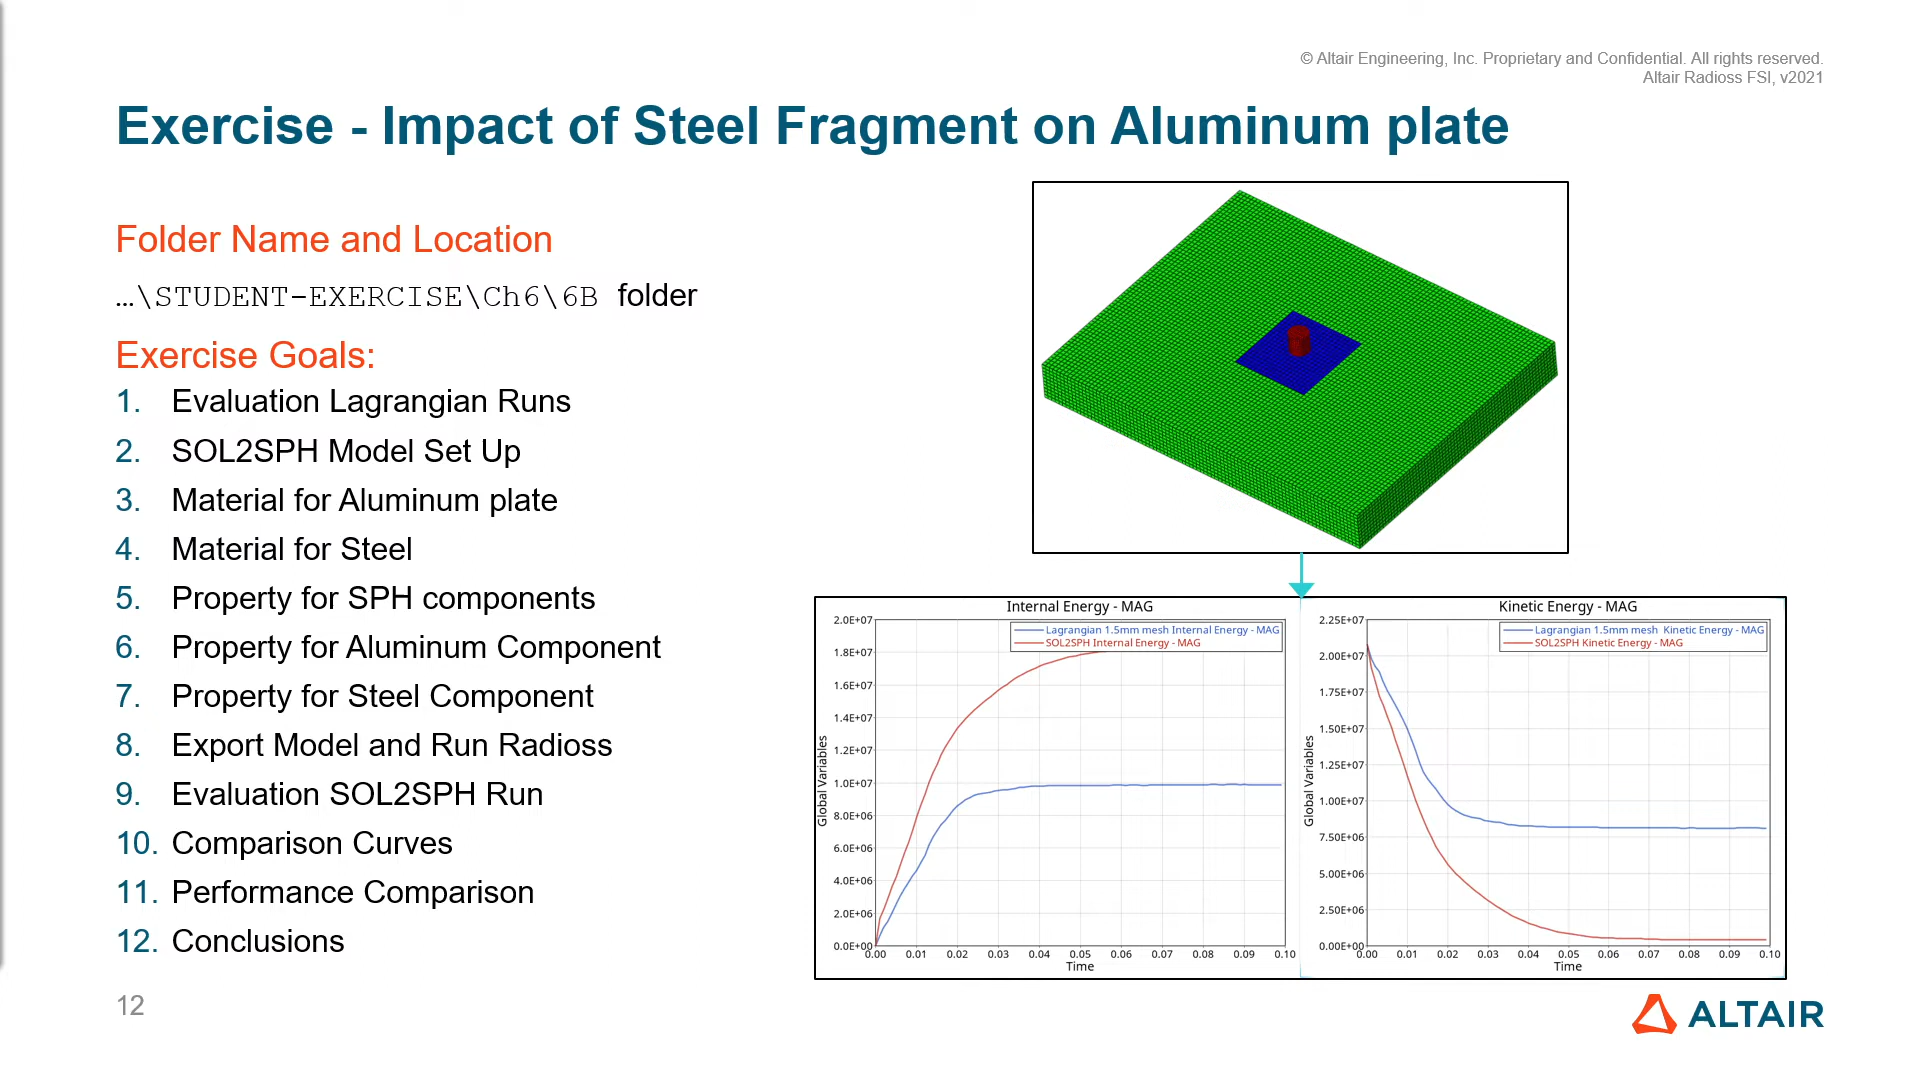 © Altair Engineering, Inc. Proprietary and Confidential. All rights reserved.
Altair Radioss FSI, v2021
Exercise - Impact of Steel Fragment on Aluminum plate
Folder Name and Location
…\STUDENT-EXERCISE\Ch6\6B folder
Exercise Goals:
1. Evaluation Lagrangian Runs
2. SOL2SPH Model Set Up
3. Material for Aluminum plate
4. Material for Steel
5. Property for SPH components
6. Property for Aluminum Component
7. Property for Steel Component
8. Export Model and Run Radioss
9. Evaluation SOL2SPH Run
10. Comparison Curves
11. Performance Comparison
12. Conclusions
Internal Energy - MAG
Lagrangian 1.5mm mesh Internal Energy - MAG
SOL2SPH Internal Energy - MAG
Global Variables
2.0E+07
1.8E+07
1.6E+07
1.4E+07
1.2E+07
1.0E+07
8.0E+06
6.0E+06
4.0E+06
2.0E+06
0.0E+00
0.00 0.01 0.02 0.03 0.04 0.05 0.06 0.07 0.08 0.09 0.10
Time
Kinetic Energy - MAG
Lagrangian 1.5mm mesh Kinetic Energy - MAG
SOL2SPH Kinetic Energy - MAG
Global Variables
2.25E+07
2.00E+07
1.75E+07
1.50E+07
1.25E+07
1.00E+07
7.50E+06
5.00E+06
2.50E+06
0.00E+00
0.00 0.01 0.02 0.03 0.04 0.05 0.06 0.07 0.08 0.09 0.10
Time
12
ALTAIR